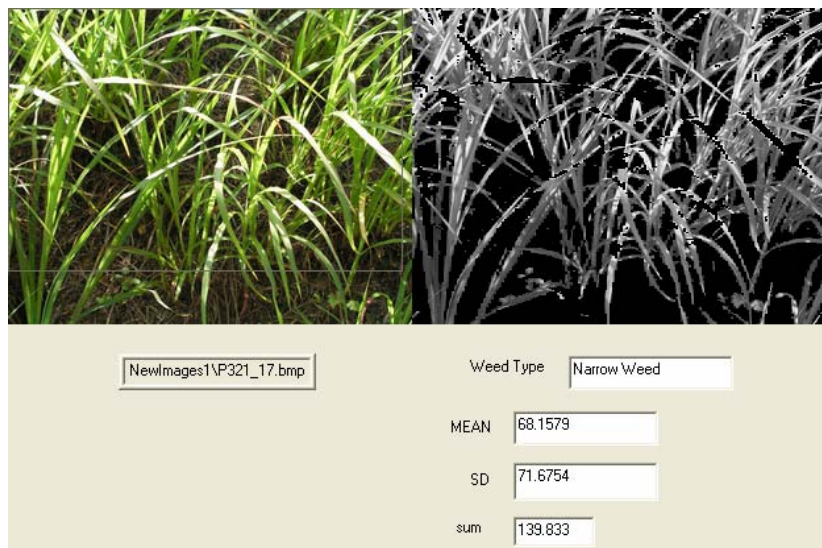 NewImages1\P321_17.bmp
Weed Type Narrow Weed
MEAN 68.1579
SD 71.6754
sum 139.833